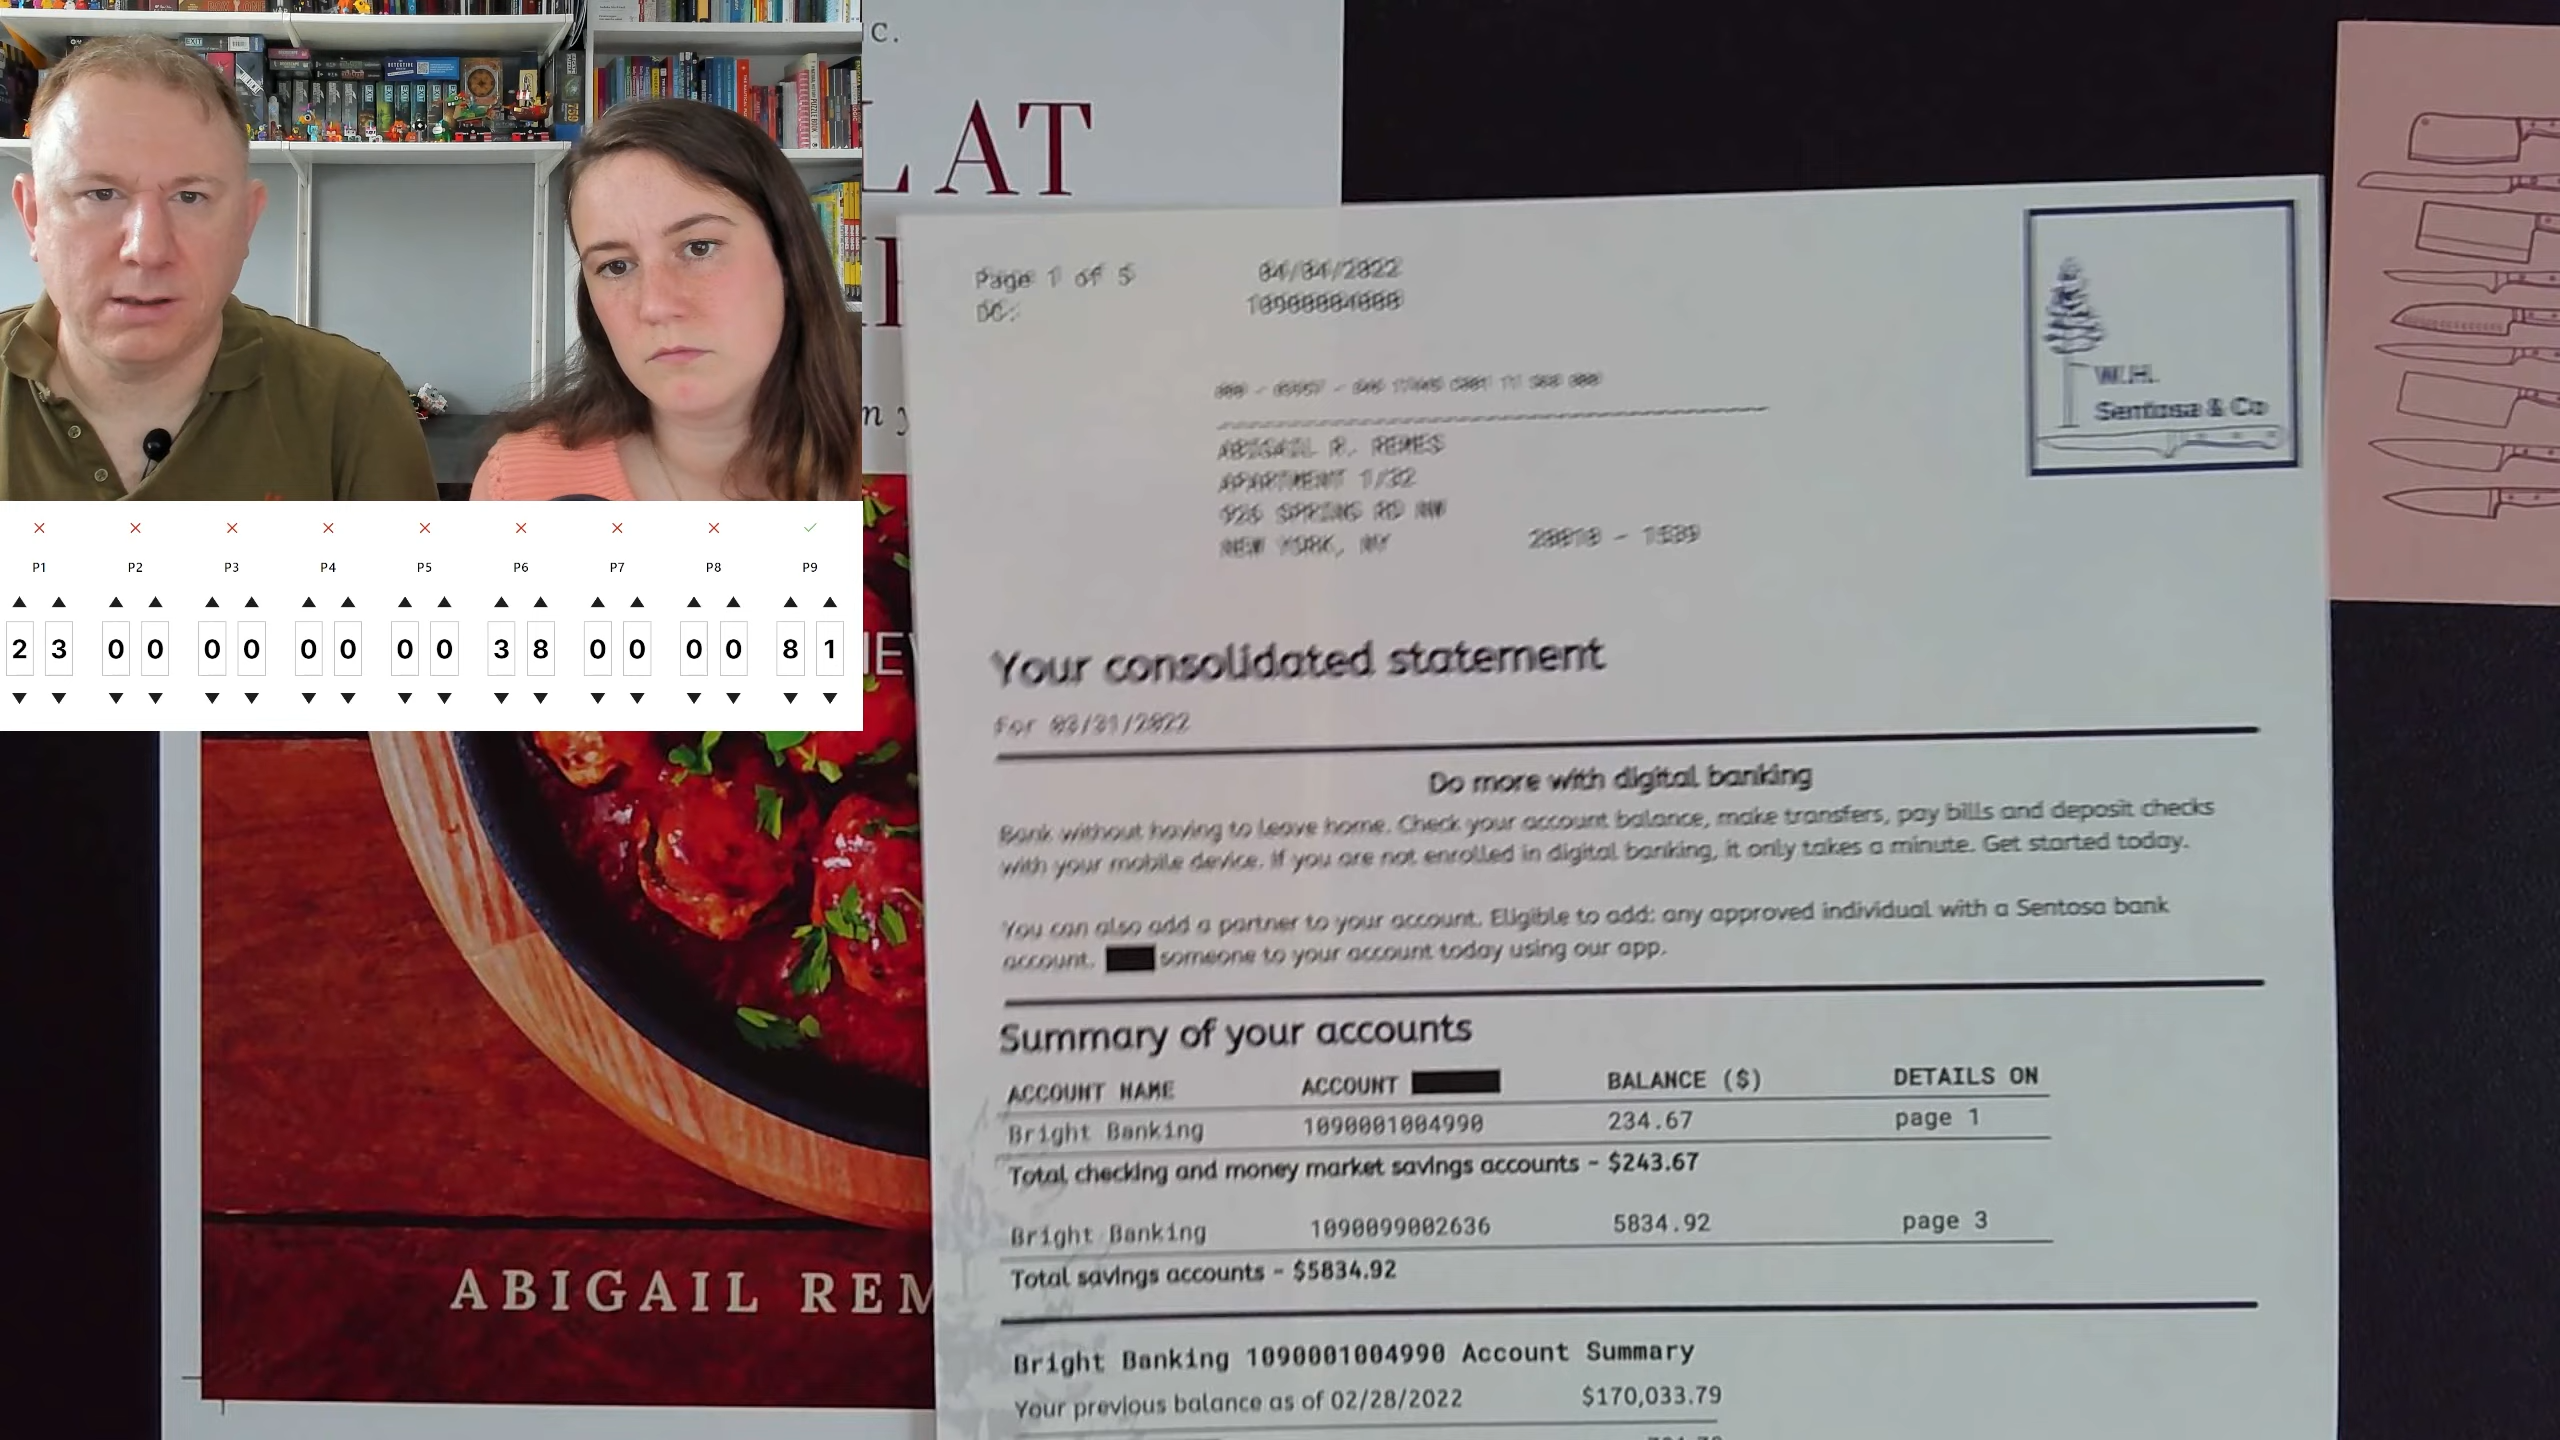 c.
L AT
n y
P1 P2 P3 P4 P5 P6 P7 P8 P9
2 3 0 0 0 0 0 0 0 0 3 8 0 0 0 0 8 1
ABIGAIL REM
Page 1 of 5 04/04/2022
DC:
ABIGAIL R. REMES
APARTMENT 1/32
926 SPRING RD NW
NEW YORK, NY 20010 - 1539
W.H.
Sentosa & Co
Your consolidated statement
For 03/31/2022
Do more with digital banking
Bank without having to leave home. Check your account balance, make transfers, pay bills and deposit checks
with your mobile device. If you are not enrolled in digital banking, it only takes a minute. Get started today.
You can also add a partner to your account. Eligible to add: any approved individual with a Sentosa bank
account. someone to your account today using our app.
Summary of your accounts
ACCOUNT NAME ACCOUNT BALANCE ($) DETAILS ON
Bright Banking 1090001004990 234.67 page 1
Total checking and money market savings accounts - $243.67
Bright Banking 1090099002636 5834.92 page 3
Total savings accounts - $5834.92
Bright Banking 1090001004990 Account Summary
Your previous balance as of 02/28/2022 $170,033.79